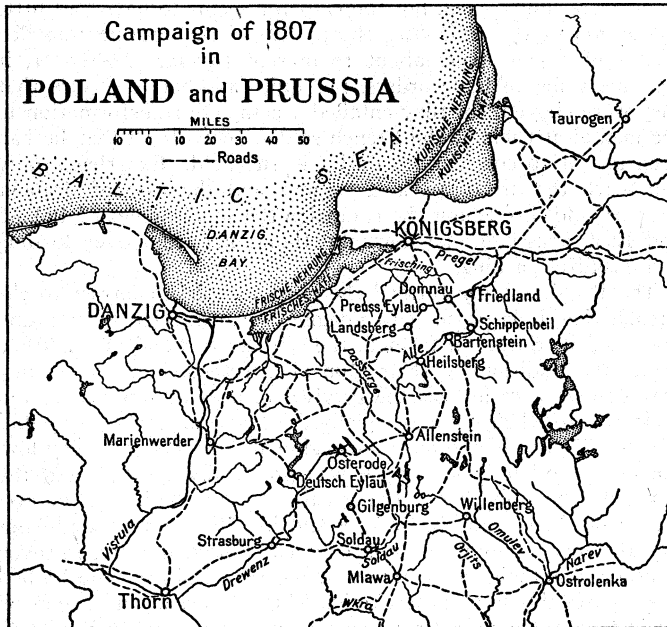 Campaign of 1807
in
POLAND and PRUSSIA
MILES
10 0 10 20 30 40 50
Roads
Taurogen
BALTIC SEA
KURISCHE NEHRUNG
KURISCHES HAFF
DANZIG
BAY
KÖNIGSBERG
Pregel
Frisching
FRISCHE NEHRUNG
FRISCHES HAFF
Domnau
Friedland
DANZIG
Preuss Eylau
Landsberg
Schippenbeil
Bartenstein
Alle
Heilsberg
Passarge
Marienwerder
Allenstein
Osterode
Deutsch Eylau
Gilgenburg
Willenberg
Vistula
Strasburg
Soldau
Soldau
Omulev
Orjits
Narev
Drewenz
Mlawa
Ostrolenka
Thorn
Wkra